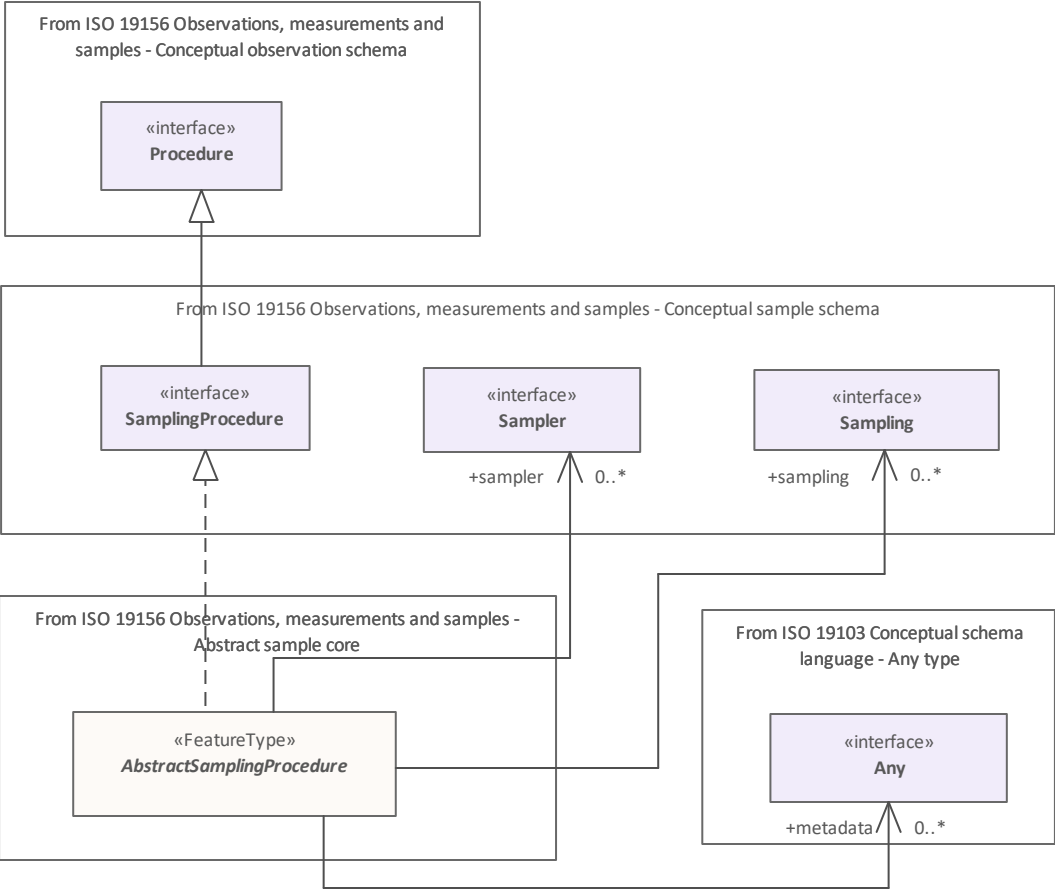 From ISO 19156 Observations, measurements and
samples - Conceptual observation schema
«interface»
Procedure
From ISO 19156 Observations, measurements and samples - Conceptual sample schema
«interface»
SamplingProcedure
«interface»
Sampler
«interface»
Sampling
+sampler
0..*
+sampling
0..*
From ISO 19156 Observations, measurements and samples -
Abstract sample core
«FeatureType»
AbstractSamplingProcedure
From ISO 19103 Conceptual schema
language - Any type
«interface»
Any
+metadata
0..*